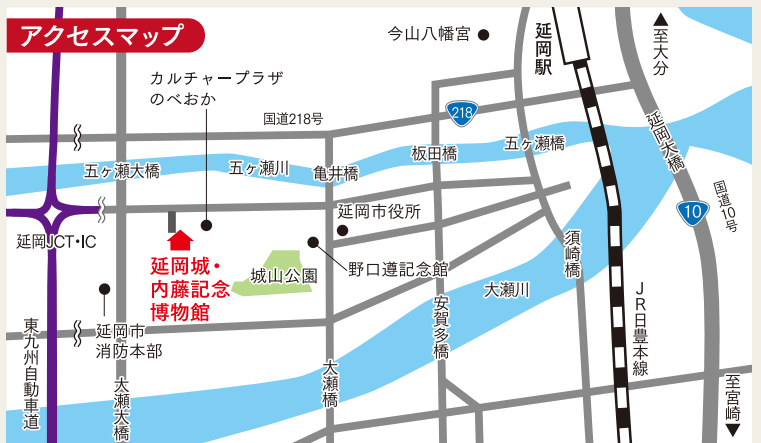 アクセスマップ
今山八幡宮
延岡駅
▲至大分
カルチャープラザ
のべおか
国道218号
218
延岡大橋
五ヶ瀬大橋
五ヶ瀬川
亀井橋
板田橋
五ヶ瀬橋
国道10号
10
延岡JCT・IC
延岡市役所
延岡城・
内藤記念
博物館
城山公園
野口遵記念館
須崎橋
大瀬川
安賀多橋
JR日豊本線
東九州自動車道
延岡市
消防本部
大瀬大橋
大瀬橋
至宮崎▼